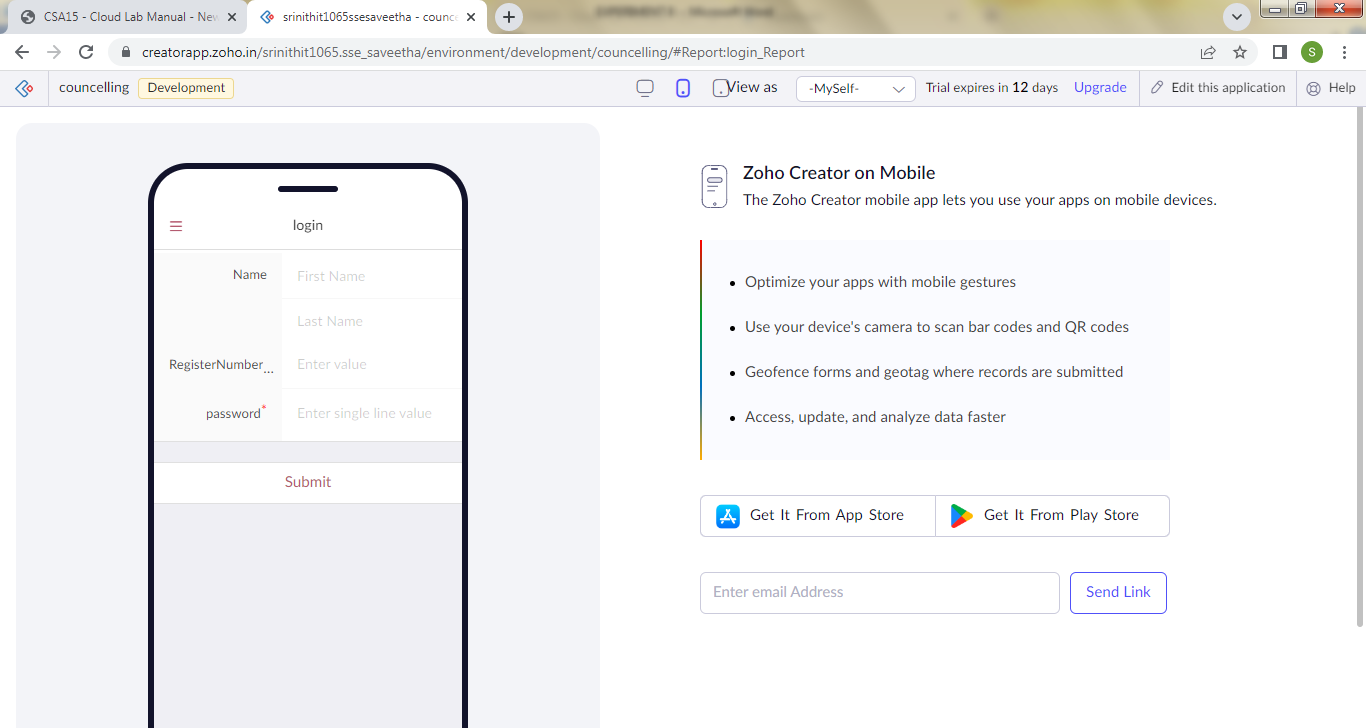 CSA15 - Cloud Lab Manual - New
srinithit1065ssesaveetha - counce
creatorapp.zoho.in/srinithit1065.sse_saveetha/environment/development/councelling/#Report:login_Report
S
councelling Development View as -MySelf- Trial expires in 12 days Upgrade Edit this application Help
login
Name First Name
Last Name
RegisterNumber... Enter value
password* Enter single line value
Submit
Zoho Creator on Mobile
The Zoho Creator mobile app lets you use your apps on mobile devices.
• Optimize your apps with mobile gestures
• Use your device's camera to scan bar codes and QR codes
• Geofence forms and geotag where records are submitted
• Access, update, and analyze data faster
Get It From App Store Get It From Play Store
Enter email Address Send Link